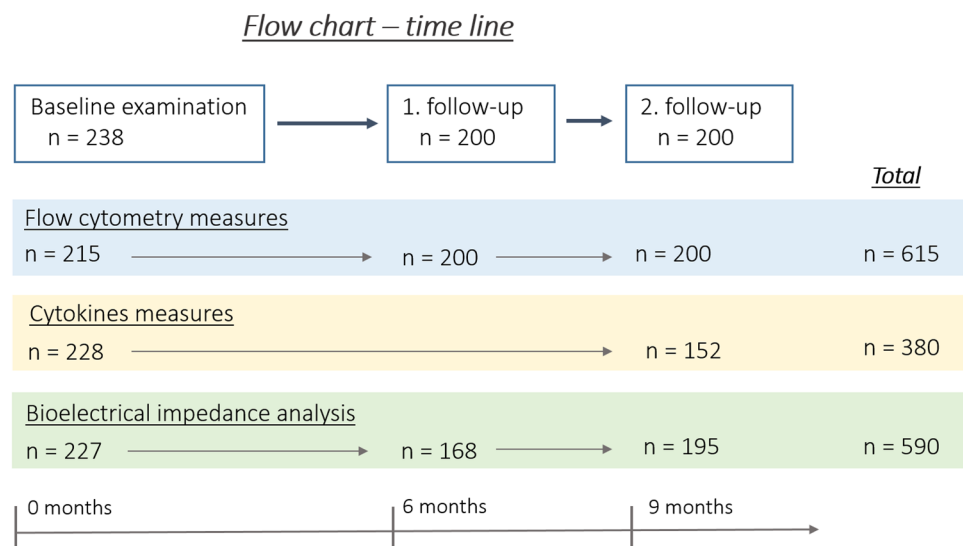 Flow chart – time line
Baseline examination
n = 238
1. follow-up
n = 200
2. follow-up
n = 200
Total
Flow cytometry measures
n = 215
n = 200
n = 200
n = 615
Cytokines measures
n = 228
n = 152
n = 380
Bioelectrical impedance analysis
n = 227
n = 168
n = 195
n = 590
0 months
6 months
9 months